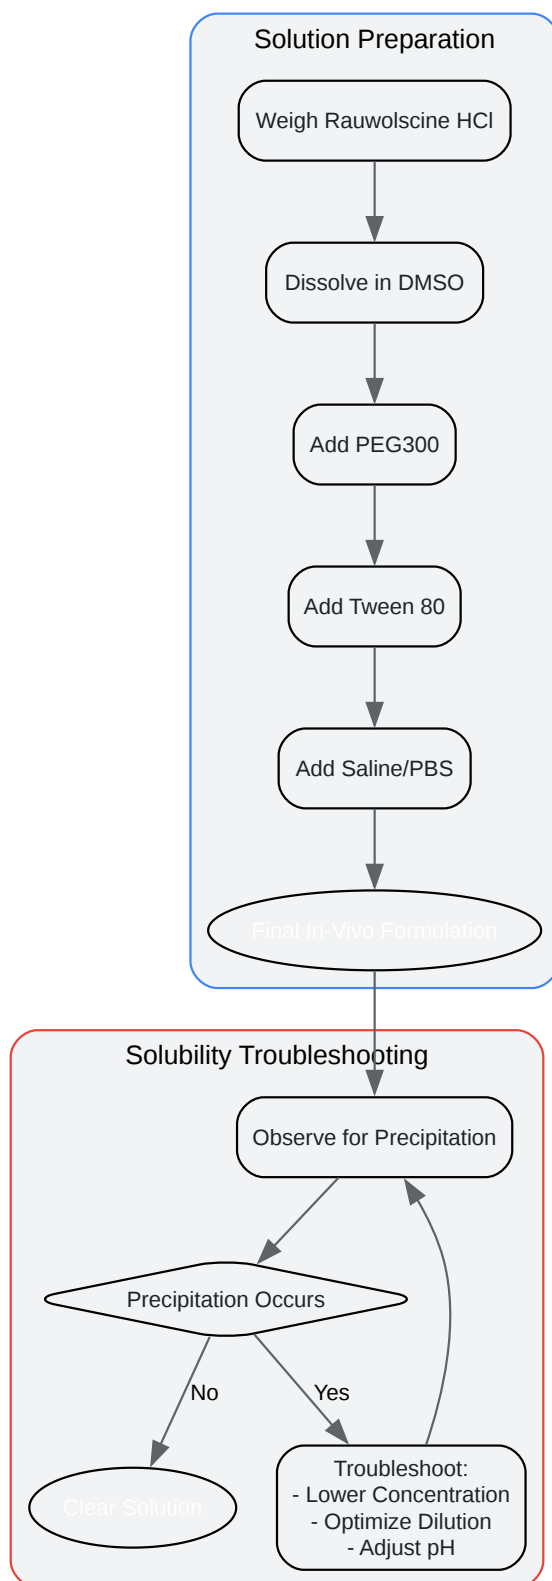 Solution Preparation
Weigh Rauwolscine HCl
Dissolve in DMSO
Add PEG300
Add Tween 80
Add Saline/PBS
Final In-Vivo Formulation
Solubility Troubleshooting
Observe for Precipitation
Precipitation Occurs
No
Yes
Clear Solution
Troubleshoot:
- Lower Concentration
- Optimize Dilution
- Adjust pH